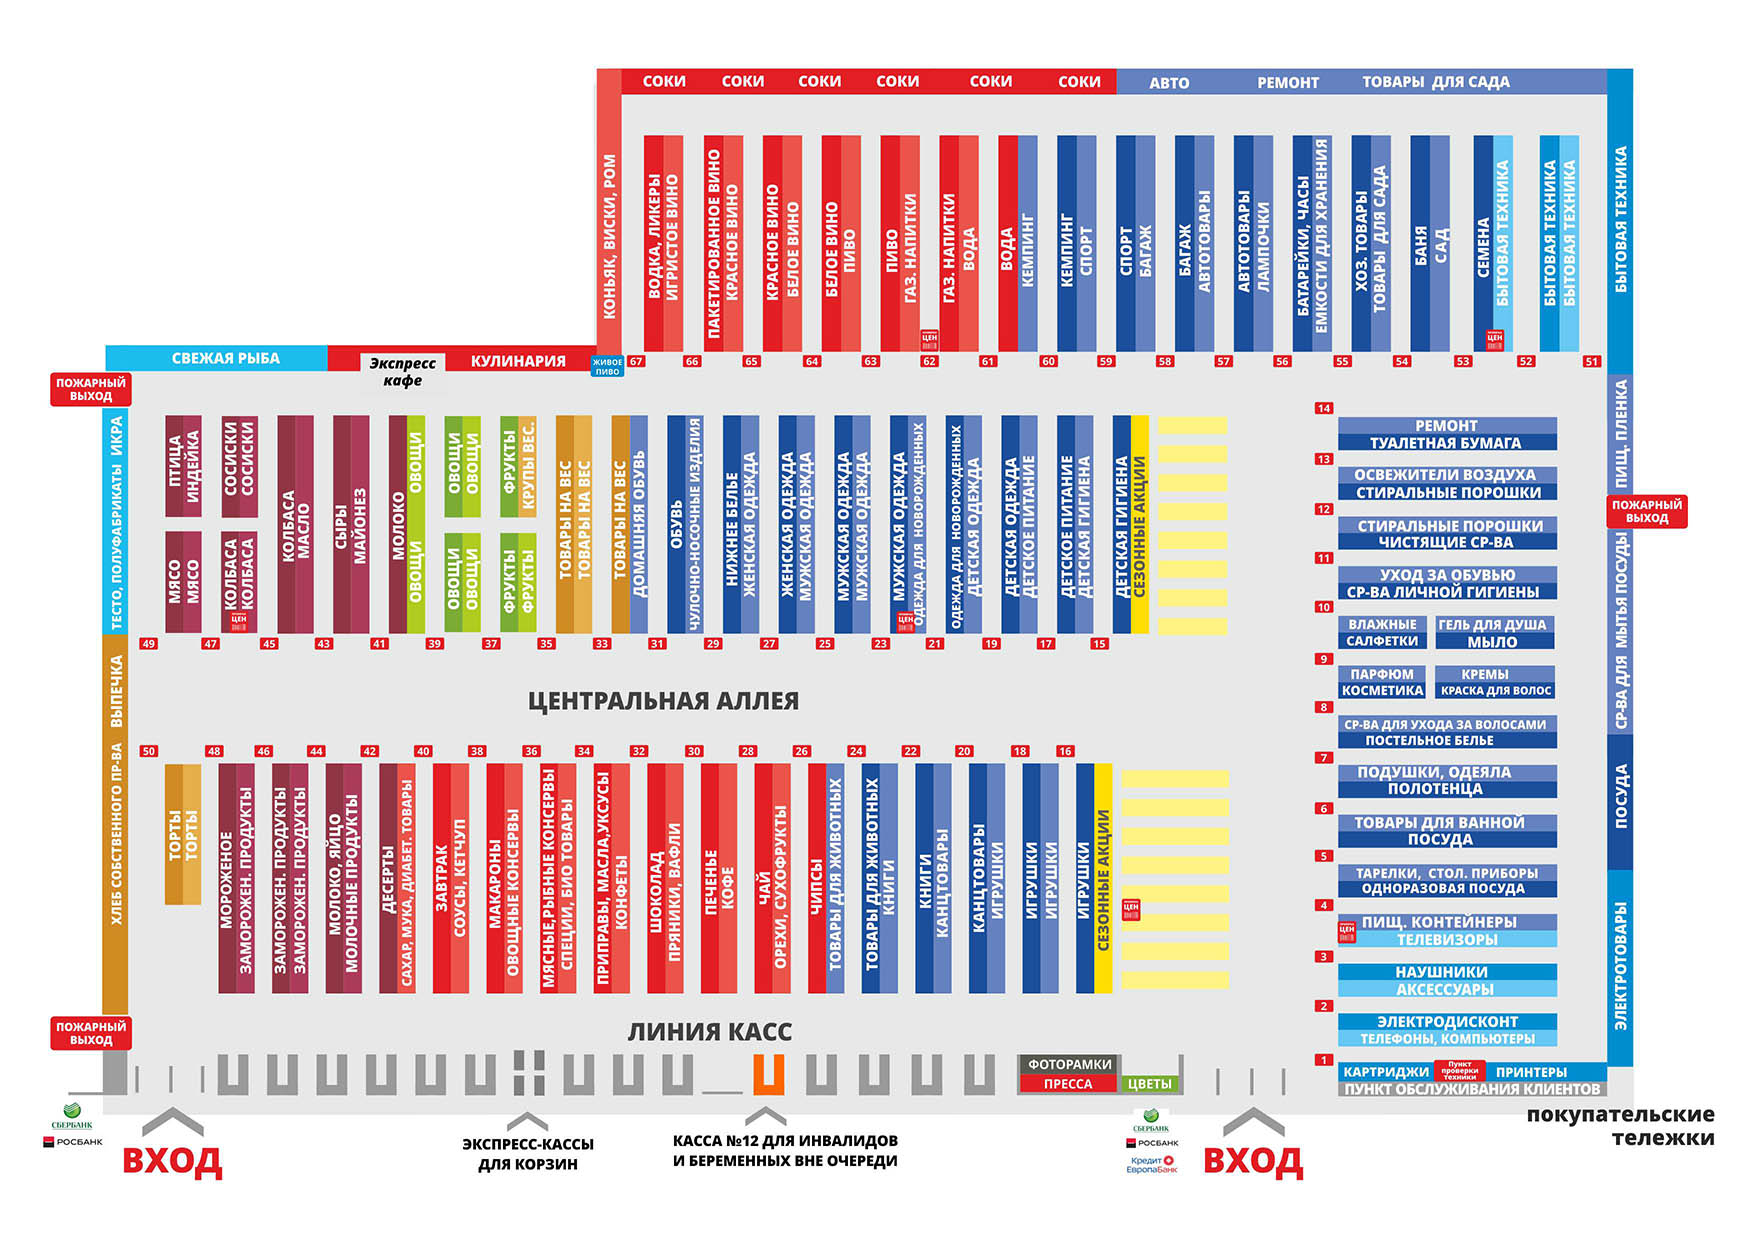 СОКИ СОКИ СОКИ СОКИ СОКИ СОКИ АВТО РЕМОНТ ТОВАРЫ ДЛЯ САДА
КОНЬЯК, ВИСКИ, РОМ
ВОДКА, ЛИКЕРЫ
ИГРИСТОЕ ВИНО
ПАКЕТИРОВАННОЕ ВИНО
КРАСНОЕ ВИНО
КРАСНОЕ ВИНО
БЕЛОЕ ВИНО
БЕЛОЕ ВИНО
ПИВО
ПИВО
ГАЗ. НАПИТКИ
ГАЗ. НАПИТКИ
ВОДА
ВОДА
КЕМПИНГ
КЕМПИНГ
СПОРТ
СПОРТ
БАГАЖ
БАГАЖ
АВТОТОВАРЫ
АВТОТОВАРЫ
ЛАМПОЧКИ
БАТАРЕЙКИ, ЧАСЫ
ЕМКОСТИ ДЛЯ ХРАНЕНИЯ
ХОЗ. ТОВАРЫ
ТОВАРЫ ДЛЯ САДА
БАНЯ
САД
СЕМЕНА
БЫТОВАЯ ТЕХНИКА
БЫТОВАЯ ТЕХНИКА
БЫТОВАЯ ТЕХНИКА
БЫТОВАЯ ТЕХНИКА
ЦЕН
ЦЕН
67 66 65 64 63 62 61 60 59 58 57 56 55 54 53 52 51
СВЕЖАЯ РЫБА
Экспресс
кафе
КУЛИНАРИЯ
ЖИВОЕ
ПИВО
ПОЖАРНЫЙ
ВЫХОД
ТЕСТО, ПОЛУФАБРИКАТЫ ИКРА
ПТИЦА
ИНДЕЙКА
МЯСО
МЯСО
СОСИСКИ
СОСИСКИ
КОЛБАСА
КОЛБАСА
ЦЕН
КОЛБАСА
МАСЛО
СЫРЫ
МАЙОНЕЗ
МОЛОКО
ОВОЩИ
ОВОЩИ
ОВОЩИ
ОВОЩИ
ОВОЩИ
ОВОЩИ
ФРУКТЫ
КРУПЫ ВЕС.
ФРУКТЫ
ФРУКТЫ
ТОВАРЫ НА ВЕС
ТОВАРЫ НА ВЕС
ТОВАРЫ НА ВЕС
ДОМАШНЯЯ ОБУВЬ
ОБУВЬ
ЧУЛОЧНО-НОСОЧНЫЕ ИЗДЕЛИЯ
НИЖНЕЕ БЕЛЬЕ
ЖЕНСКАЯ ОДЕЖДА
ЖЕНСКАЯ ОДЕЖДА
МУЖСКАЯ ОДЕЖДА
МУЖСКАЯ ОДЕЖДА
МУЖСКАЯ ОДЕЖДА
МУЖСКАЯ ОДЕЖДА
ОДЕЖДА ДЛЯ НОВОРОЖДЕННЫХ
ЦЕН
ОДЕЖДА ДЛЯ НОВОРОЖДЕННЫХ
ДЕТСКАЯ ОДЕЖДА
ДЕТСКАЯ ОДЕЖДА
ДЕТСКОЕ ПИТАНИЕ
ДЕТСКОЕ ПИТАНИЕ
ДЕТСКАЯ ГИГИЕНА
ДЕТСКАЯ ГИГИЕНА
СЕЗОННЫЕ АКЦИИ
49 47 45 43 41 39 37 35 33 31 29 27 25 23 21 19 17 15
ЦЕНТРАЛЬНАЯ АЛЛЕЯ
50 48 46 44 42 40 38 36 34 32 30 28 26 24 22 20 18 16
ХЛЕБ СОБСТВЕННОГО ПР-ВА ВЫПЕЧКА
ТОРТЫ
ТОРТЫ
МОРОЖЕНОЕ
ЗАМОРОЖЕН. ПРОДУКТЫ
ЗАМОРОЖЕН. ПРОДУКТЫ
ЗАМОРОЖЕН. ПРОДУКТЫ
МОЛОКО, ЯЙЦО
МОЛОЧНЫЕ ПРОДУКТЫ
ДЕСЕРТЫ
САХАР, МУКА, ДИАБЕТ. ТОВАРЫ
ЗАВТРАК
СОУСЫ, КЕТЧУП
МАКАРОНЫ
ОВОЩНЫЕ КОНСЕРВЫ
МЯСНЫЕ,РЫБНЫЕ КОНСЕРВЫ
СПЕЦИИ, БИО ТОВАРЫ
ПРИПРАВЫ, МАСЛА,УКСУСЫ
КОНФЕТЫ
ШОКОЛАД
ПРЯНИКИ, ВАФЛИ
ПЕЧЕНЬЕ
КОФЕ
ЧАЙ
ОРЕХИ, СУХОФРУКТЫ
ЧИПСЫ
ТОВАРЫ ДЛЯ ЖИВОТНЫХ
ТОВАРЫ ДЛЯ ЖИВОТНЫХ
КНИГИ
КНИГИ
КАНЦТОВАРЫ
КАНЦТОВАРЫ
ИГРУШКИ
ИГРУШКИ
ИГРУШКИ
ИГРУШКИ
СЕЗОННЫЕ АКЦИИ
ЦЕН
14
РЕМОНТ
ТУАЛЕТНАЯ БУМАГА
13
ОСВЕЖИТЕЛИ ВОЗДУХА
СТИРАЛЬНЫЕ ПОРОШКИ
12
СТИРАЛЬНЫЕ ПОРОШКИ
ЧИСТЯЩИЕ СР-ВА
11
УХОД ЗА ОБУВЬЮ
СР-ВА ЛИЧНОЙ ГИГИЕНЫ
10
ВЛАЖНЫЕ
САЛФЕТКИ
ГЕЛЬ ДЛЯ ДУША
МЫЛО
9
ПАРФЮМ
КОСМЕТИКА
КРЕМЫ
КРАСКА ДЛЯ ВОЛОС
8
СР-ВА ДЛЯ УХОДА ЗА ВОЛОСАМИ
ПОСТЕЛЬНОЕ БЕЛЬЕ
7
ПОДУШКИ, ОДЕЯЛА
ПОЛОТЕНЦА
6
ТОВАРЫ ДЛЯ ВАННОЙ
ПОСУДА
5
ТАРЕЛКИ, СТОЛ. ПРИБОРЫ
ОДНОРАЗОВАЯ ПОСУДА
4
ЦЕН
ПИЩ. КОНТЕЙНЕРЫ
ТЕЛЕВИЗОРЫ
3
НАУШНИКИ
АКСЕССУАРЫ
2
ЭЛЕКТРОДИСКОНТ
ТЕЛЕФОНЫ, КОМПЬЮТЕРЫ
1
КАРТРИДЖИ
Пункт
проверки
техники
ПРИНТЕРЫ
ПУНКТ ОБСЛУЖИВАНИЯ КЛИЕНТОВ
СР-ВА ДЛЯ МЫТЬЯ ПОСУДЫ
ПИЩ. ПЛЕНКА
ПОЖАРНЫЙ
ВЫХОД
ПОСУДА
ЭЛЕКТРОТОВАРЫ
ПОЖАРНЫЙ
ВЫХОД
ЛИНИЯ КАСС
ФОТОРАМКИ
ПРЕССА
ЦВЕТЫ
СБЕРБАНК
РОСБАНК
ВХОД
ЭКСПРЕСС-КАССЫ
ДЛЯ КОРЗИН
КАССА №12 ДЛЯ ИНВАЛИДОВ
И БЕРЕМЕННЫХ ВНЕ ОЧЕРЕДИ
СБЕРБАНК
РОСБАНК
Кредит
ЕвропаБанк
ВХОД
покупательские
тележки